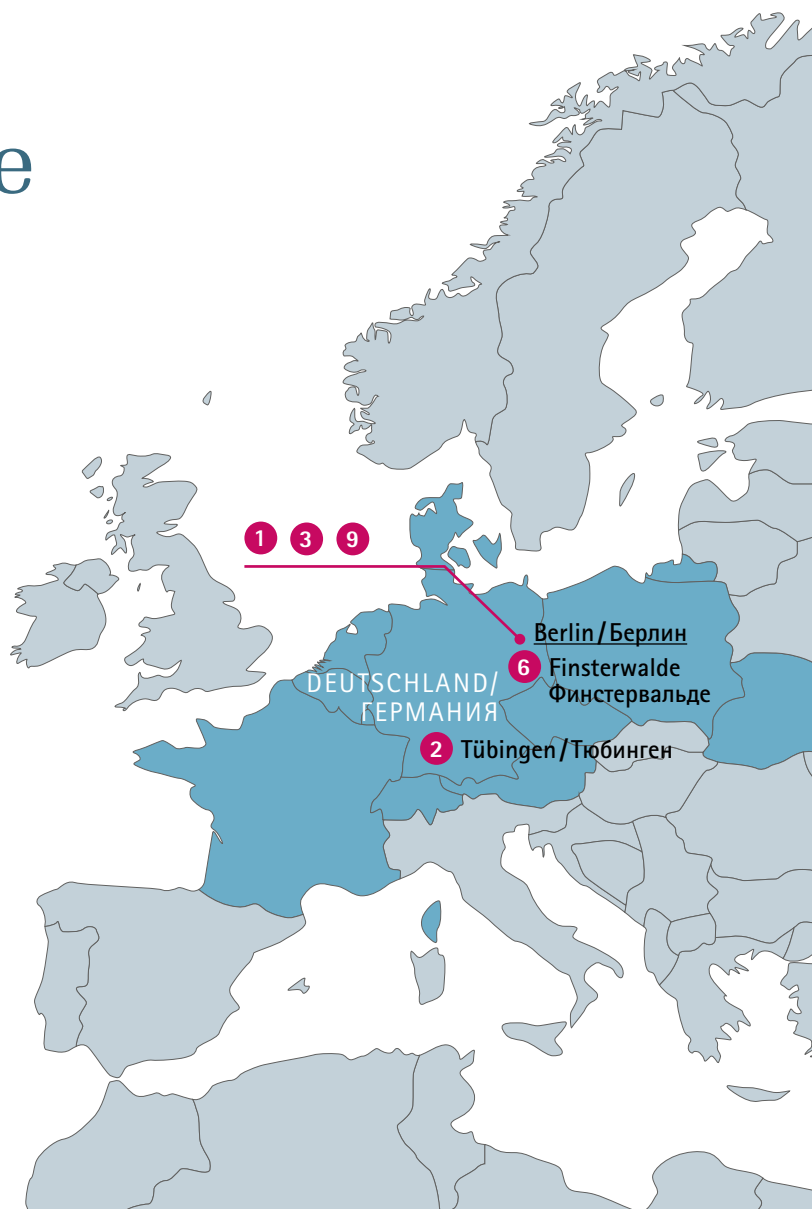 e
1 3 9
Berlin/Берлин
6 Finsterwalde
Финстервальде
DEUTSCHLAND/
ГЕРМАНИЯ
2 Tübingen/Тюбинген